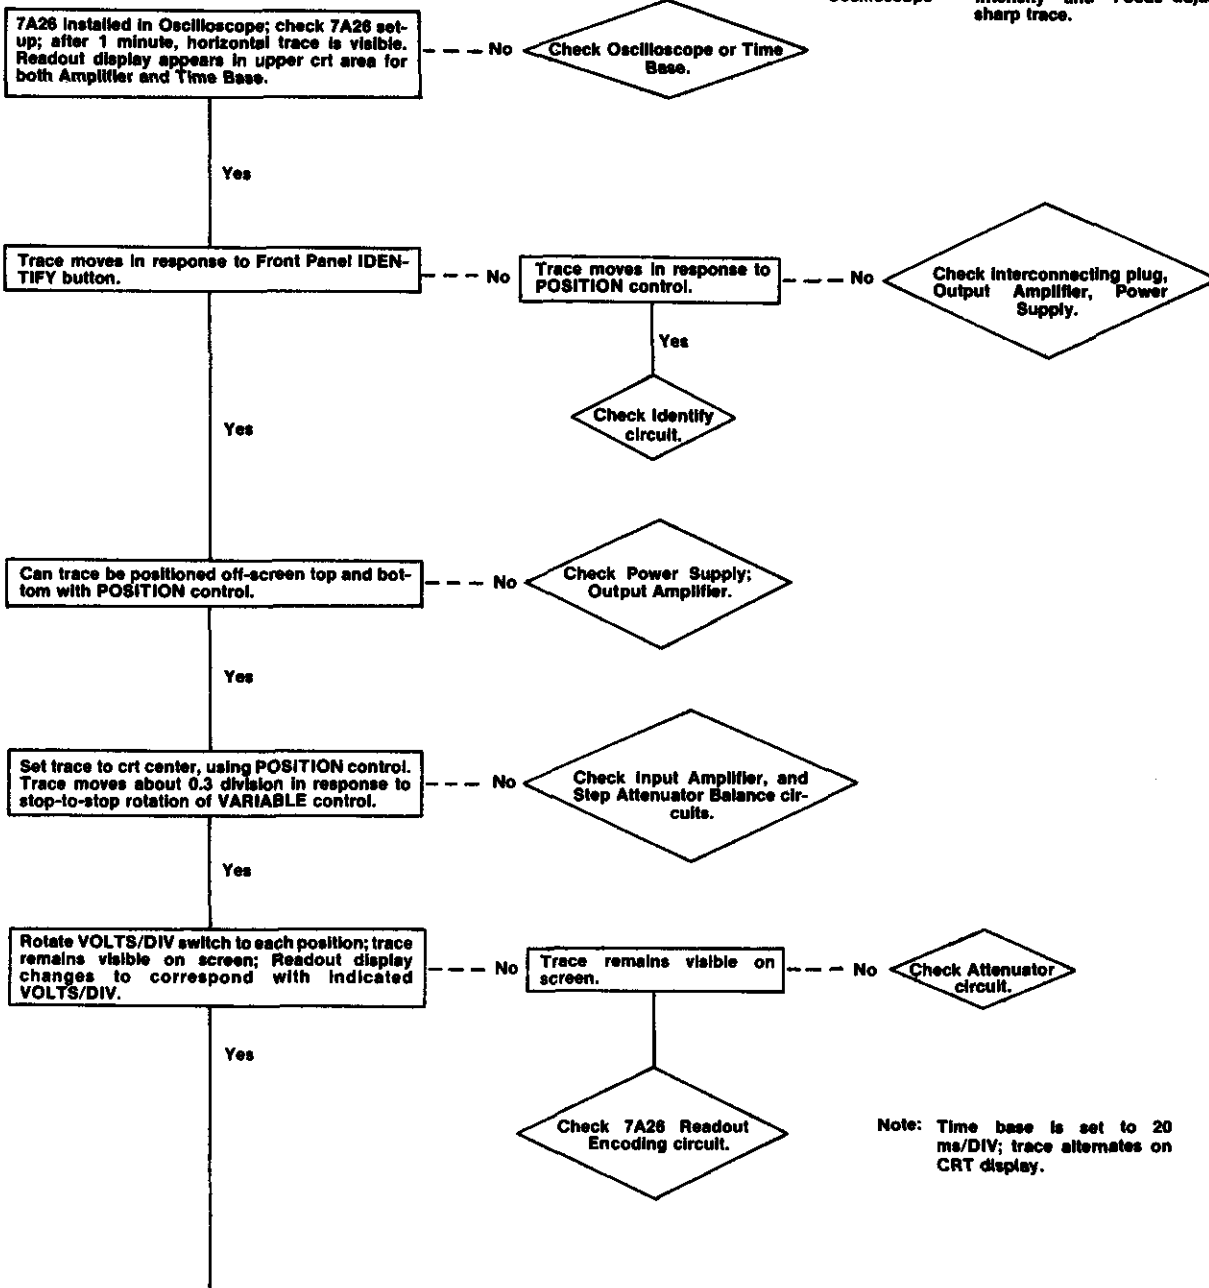 Oscilloscope Intensity and Focus adju
sharp trace.
7A26 installed in Oscilloscope; check 7A26 set-
up; after 1 minute, horizontal trace is visible.
Readout display appears in upper crt area for
both Amplifier and Time Base.
No
Check Oscilloscope or Time
Base.
Yes
Trace moves in response to Front Panel IDEN-
TIFY button.
No
Trace moves in response to
POSITION control.
No
Check interconnecting plug,
Output Amplifier, Power
Supply.
Yes
Check Identify
circuit.
Yes
Can trace be positioned off-screen top and bot-
tom with POSITION control.
No
Check Power Supply;
Output Amplifier.
Yes
Set trace to crt center, using POSITION control.
Trace moves about 0.3 division in response to
stop-to-stop rotation of VARIABLE control.
No
Check Input Amplifier, and
Step Attenuator Balance cir-
cuits.
Yes
Rotate VOLTS/DIV switch to each position; trace
remains visible on screen; Readout display
changes to correspond with indicated
VOLTS/DIV.
No
Trace remains visible on
screen.
No
Check Attenuator
circuit.
Yes
Check 7A26 Readout
Encoding circuit.
Note: Time base is set to 20
ms/DIV; trace alternates on
CRT display.